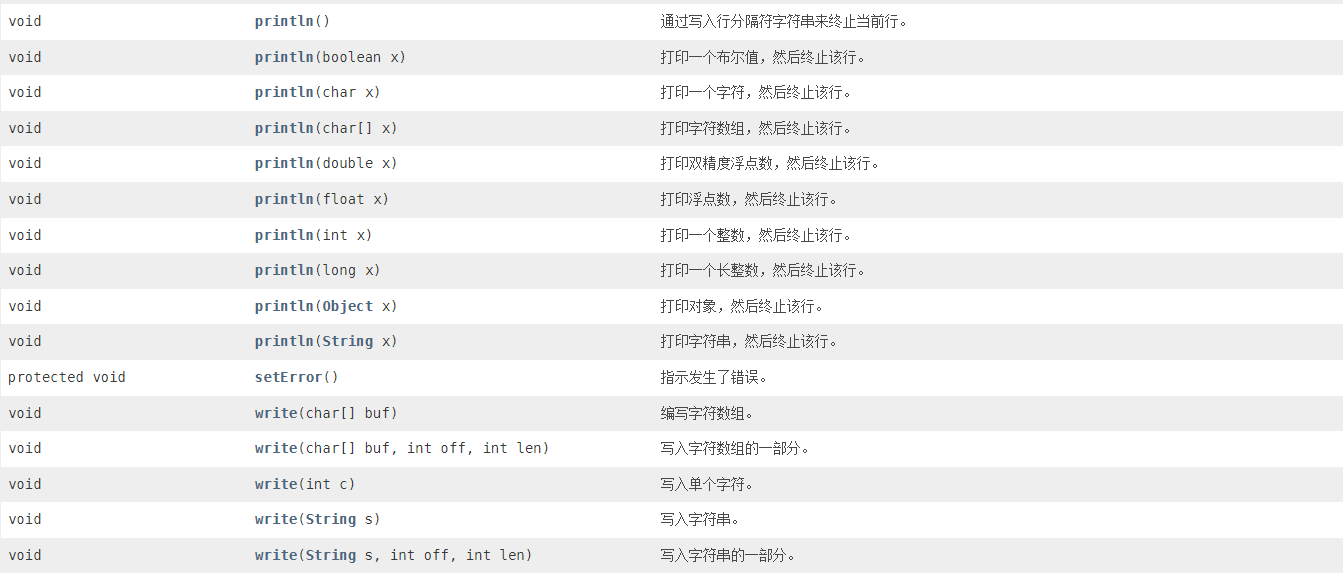 void println() 通过写入行分隔符字符串来终止当前行。
void println(boolean x) 打印一个布尔值，然后终止该行。
void println(char x) 打印一个字符，然后终止该行。
void println(char[] x) 打印字符数组，然后终止该行。
void println(double x) 打印双精度浮点数，然后终止该行。
void println(float x) 打印浮点数，然后终止该行。
void println(int x) 打印一个整数，然后终止该行。
void println(long x) 打印一个长整数，然后终止该行。
void println(Object x) 打印对象，然后终止该行。
void println(String x) 打印字符串，然后终止该行。
protected void setError() 指示发生了错误。
void write(char[] buf) 编写字符数组。
void write(char[] buf, int off, int len) 写入字符数组的一部分。
void write(int c) 写入单个字符。
void write(String s) 写入字符串。
void write(String s, int off, int len) 写入字符串的一部分。